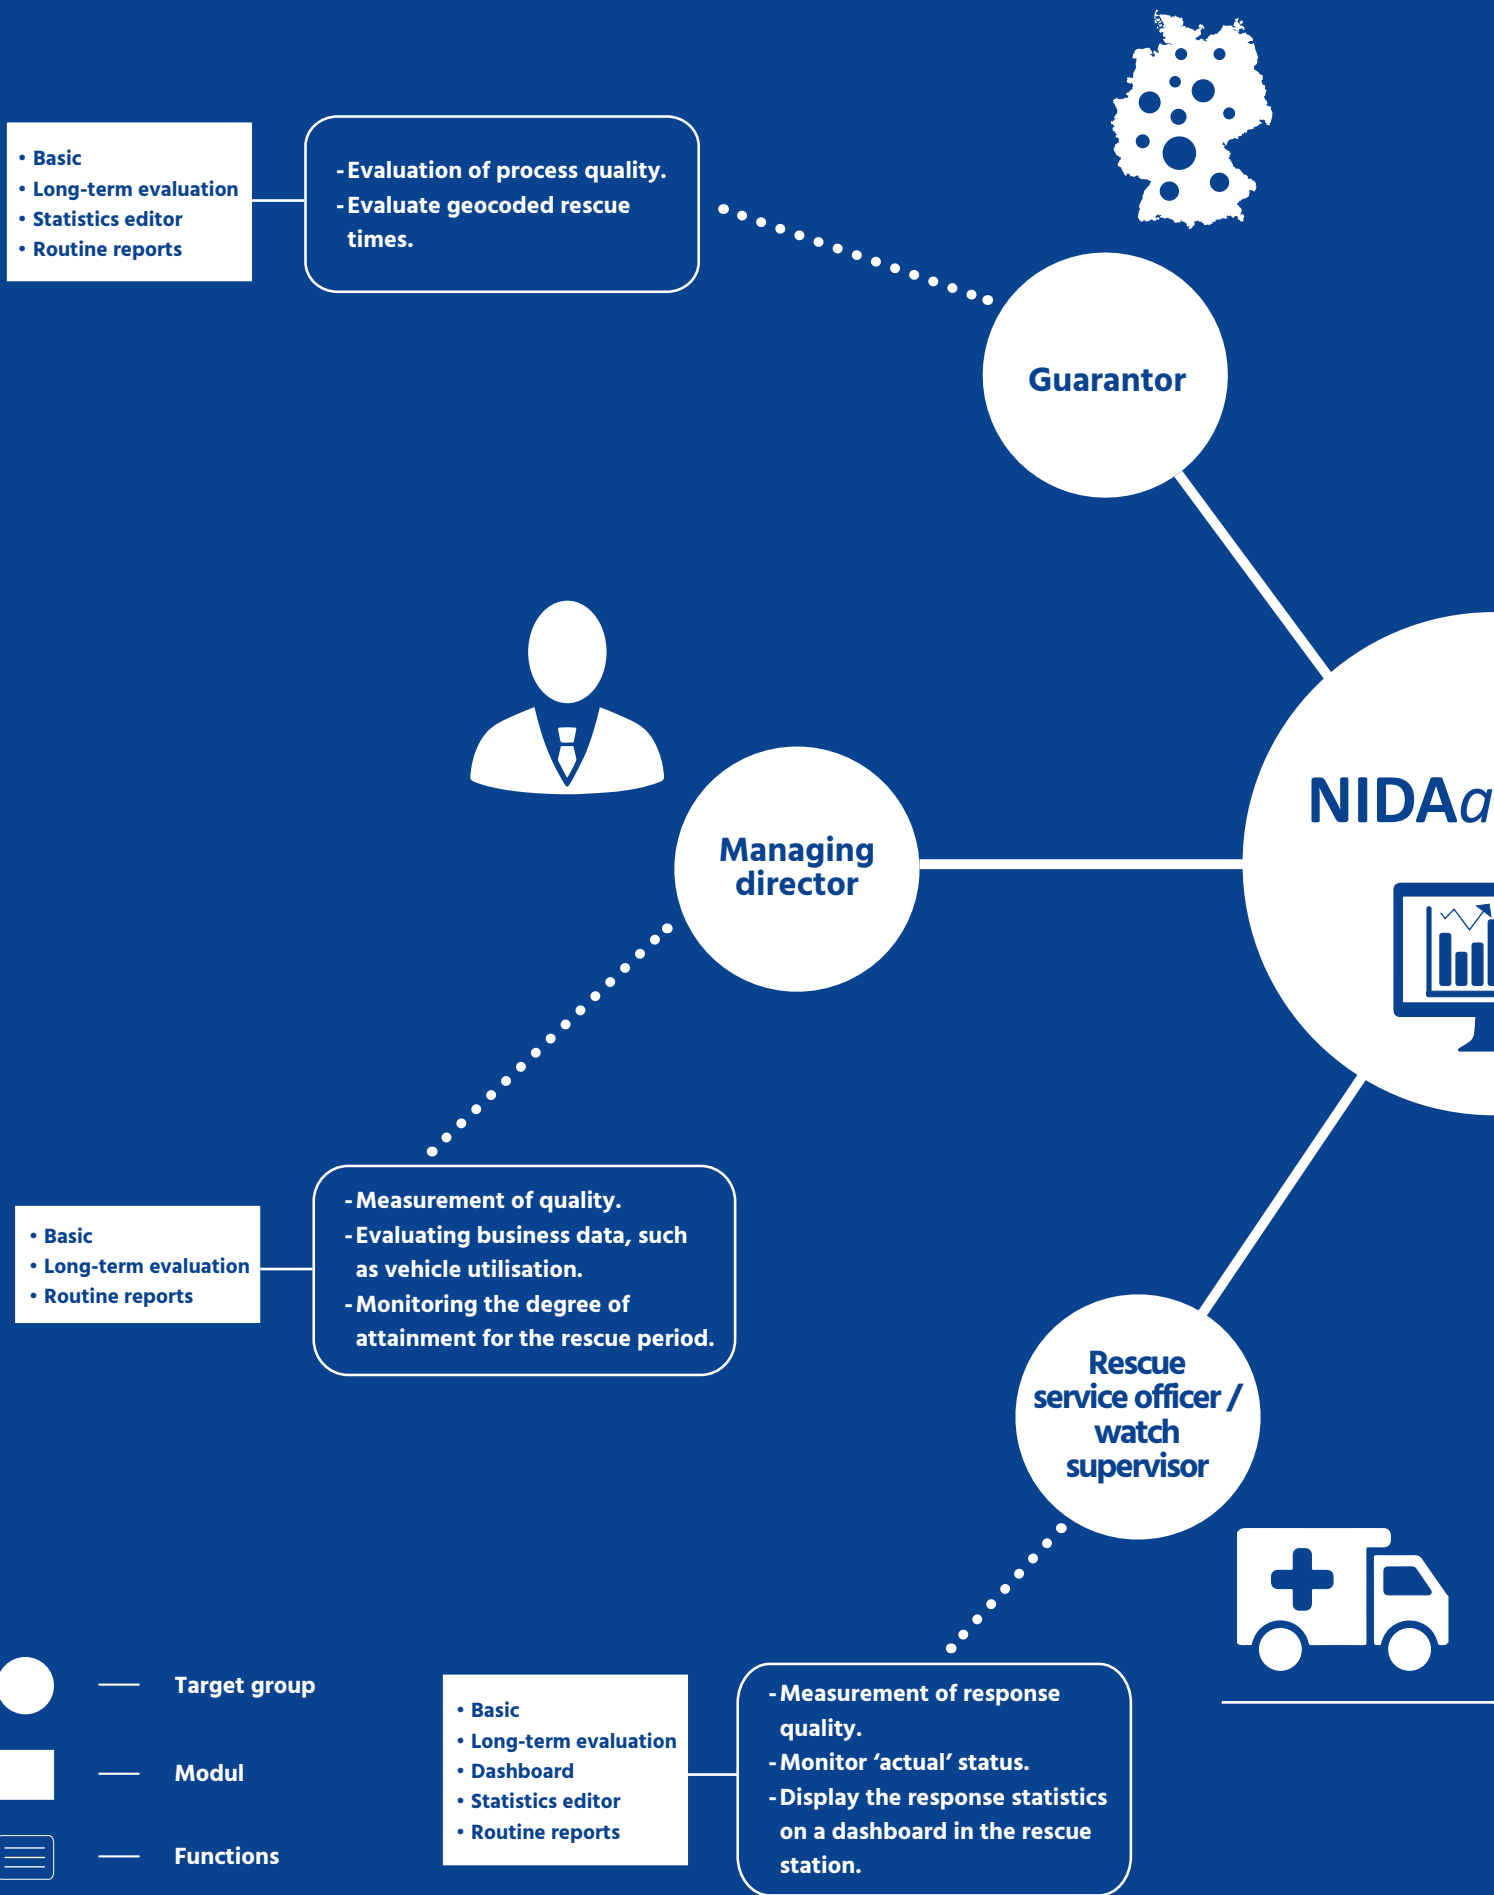 • Basic
• Long-term evaluation
• Statistics editor
• Routine reports
- Evaluation of process quality.
- Evaluate geocoded rescue
times.
Guarantor
NIDAa
Managing
director
• Basic
• Long-term evaluation
• Routine reports
- Measurement of quality.
- Evaluating business data, such
as vehicle utilisation.
- Monitoring the degree of
attainment for the rescue period.
Rescue
service officer /
watch
supervisor
Target group
Modul
Functions
• Basic
• Long-term evaluation
• Dashboard
• Statistics editor
• Routine reports
- Measurement of response
quality.
- Monitor ‘actual’ status.
- Display the response statistics
on a dashboard in the rescue
station.